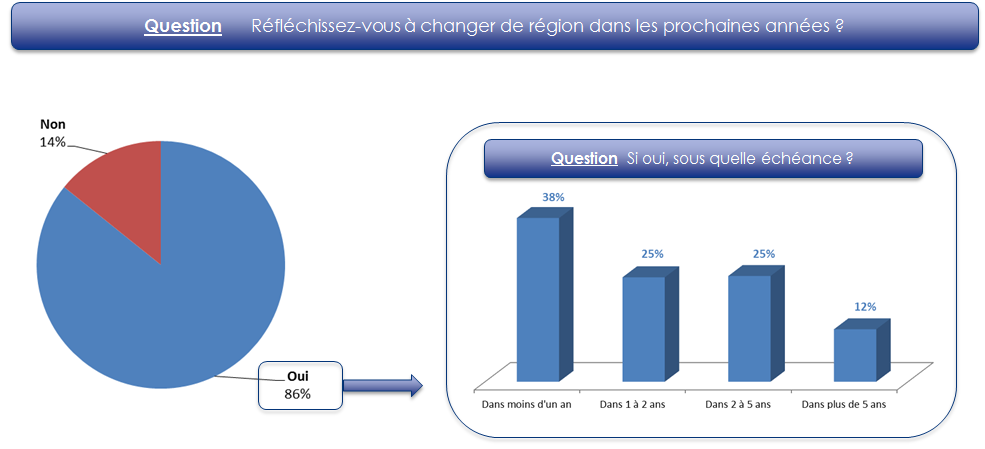 Question Réfléchissez-vous à changer de région dans les prochaines années ?
Non
14%
Oui
86%
Question Si oui, sous quelle échéance ?
38%
25%
25%
12%
Dans moins d'un an
Dans 1 à 2 ans
Dans 2 à 5 ans
Dans plus de 5 ans